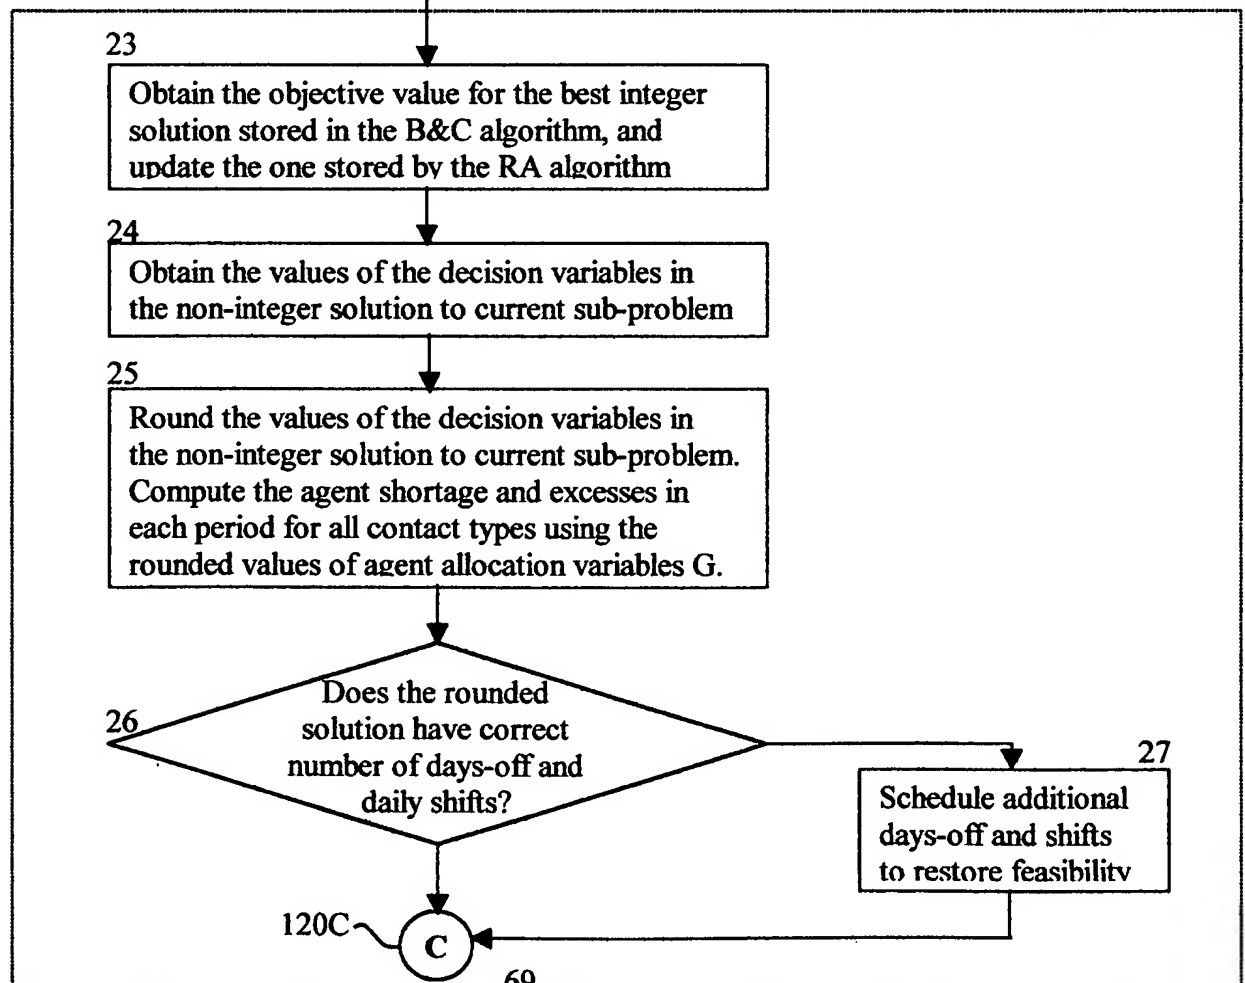 23
Obtain the objective value for the best integer
solution stored in the B&C algorithm, and
update the one stored by the RA algorithm
24
Obtain the values of the decision variables in
the non-integer solution to current sub-problem
25
Round the values of the decision variables in
the non-integer solution to current sub-problem.
Compute the agent shortage and excesses in
each period for all contact types using the
rounded values of agent allocation variables G.
26
Does the rounded
solution have correct
number of days-off and
daily shifts?
27
Schedule additional
days-off and shifts
to restore feasibility
120C
C
69